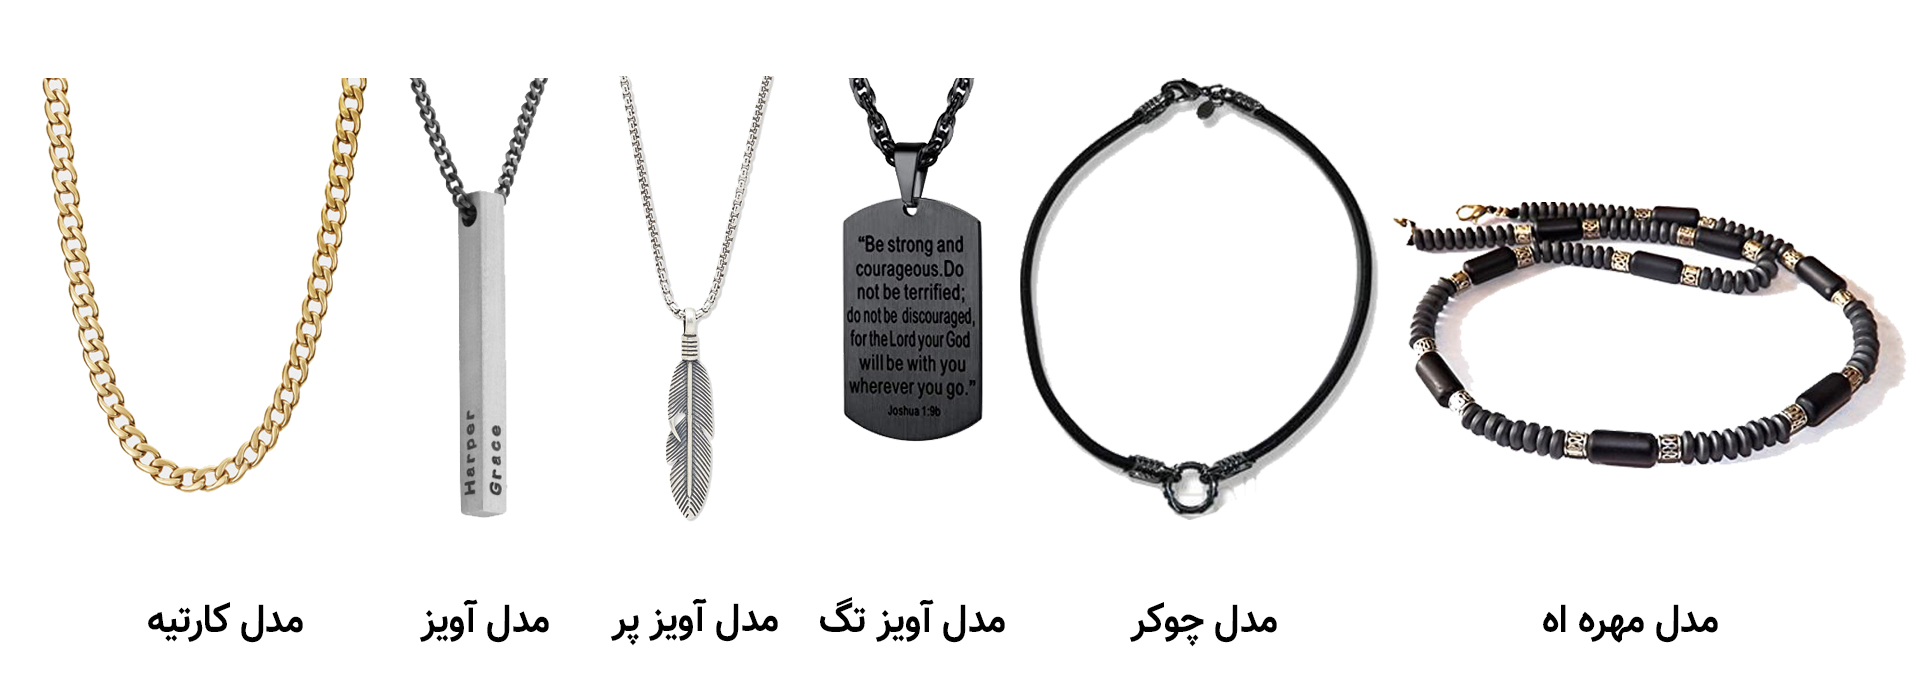 Harper
Grace
“Be strong and
courageous. Do
not be terrified;
do not be discouraged,
for the Lord your God
will be with you
wherever you go.”
Joshua 1:9b
مدل مهره اه
مدل چوکر
مدل آویز تگ
مدل آویز پر
مدل آویز
مدل کارتیه